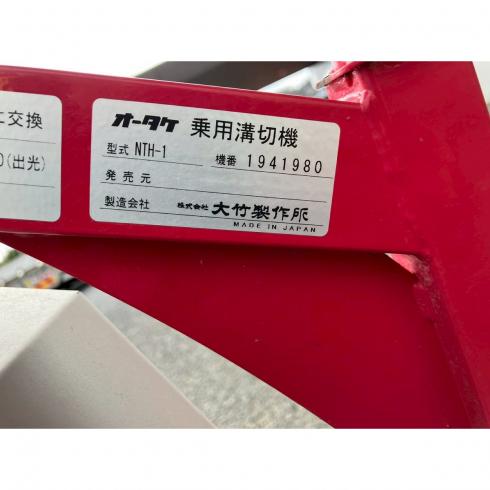 に交換
(出光)
オータケ 乗用溝切機
型式 NTH-1 機番 1941980
発売元
製造会社 株式会社 大竹製作所
MADE IN JAPAN